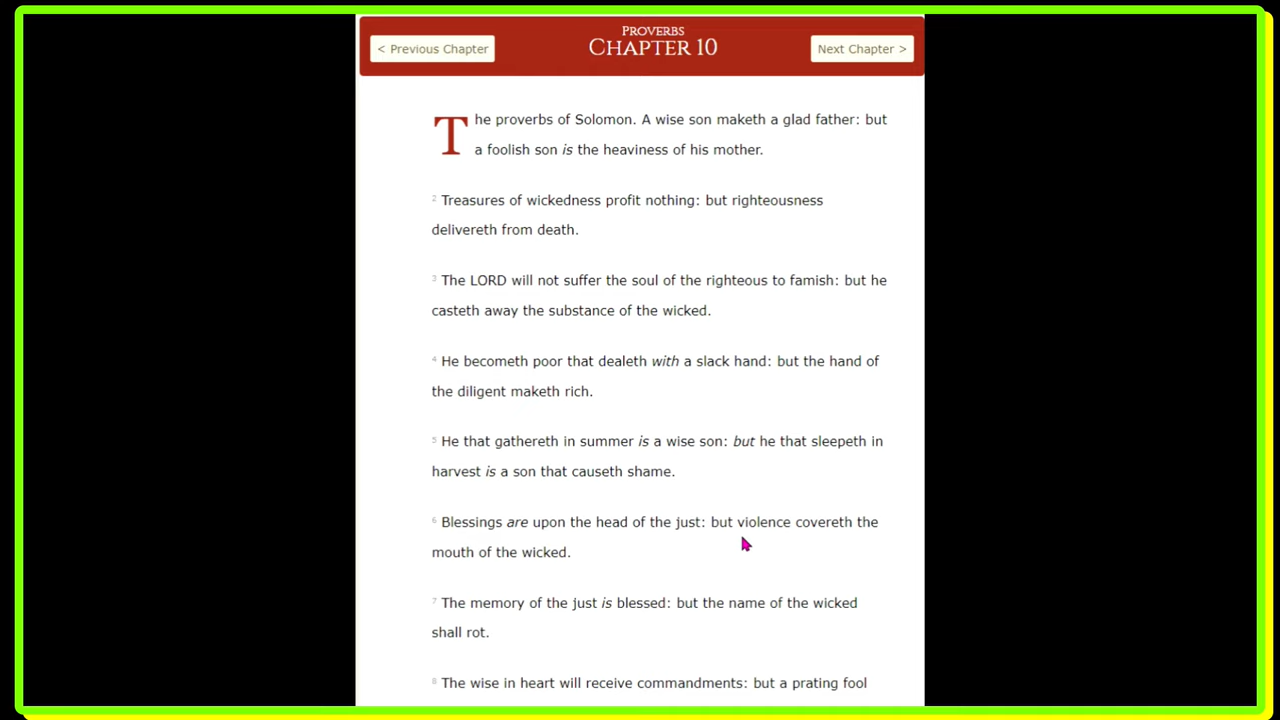 PROVERBS
CHAPTER 10
< Previous Chapter
Next Chapter >
The proverbs of Solomon. A wise son maketh a glad father: but
a foolish son is the heaviness of his mother.
2 Treasures of wickedness profit nothing: but righteousness
delivereth from death.
3 The LORD will not suffer the soul of the righteous to famish: but he
casteth away the substance of the wicked.
4 He becometh poor that dealeth with a slack hand: but the hand of
the diligent maketh rich.
5 He that gathereth in summer is a wise son: but he that sleepeth in
harvest is a son that causeth shame.
6 Blessings are upon the head of the just: but violence covereth the
mouth of the wicked.
7 The memory of the just is blessed: but the name of the wicked
shall rot.
8 The wise in heart will receive commandments: but a prating fool